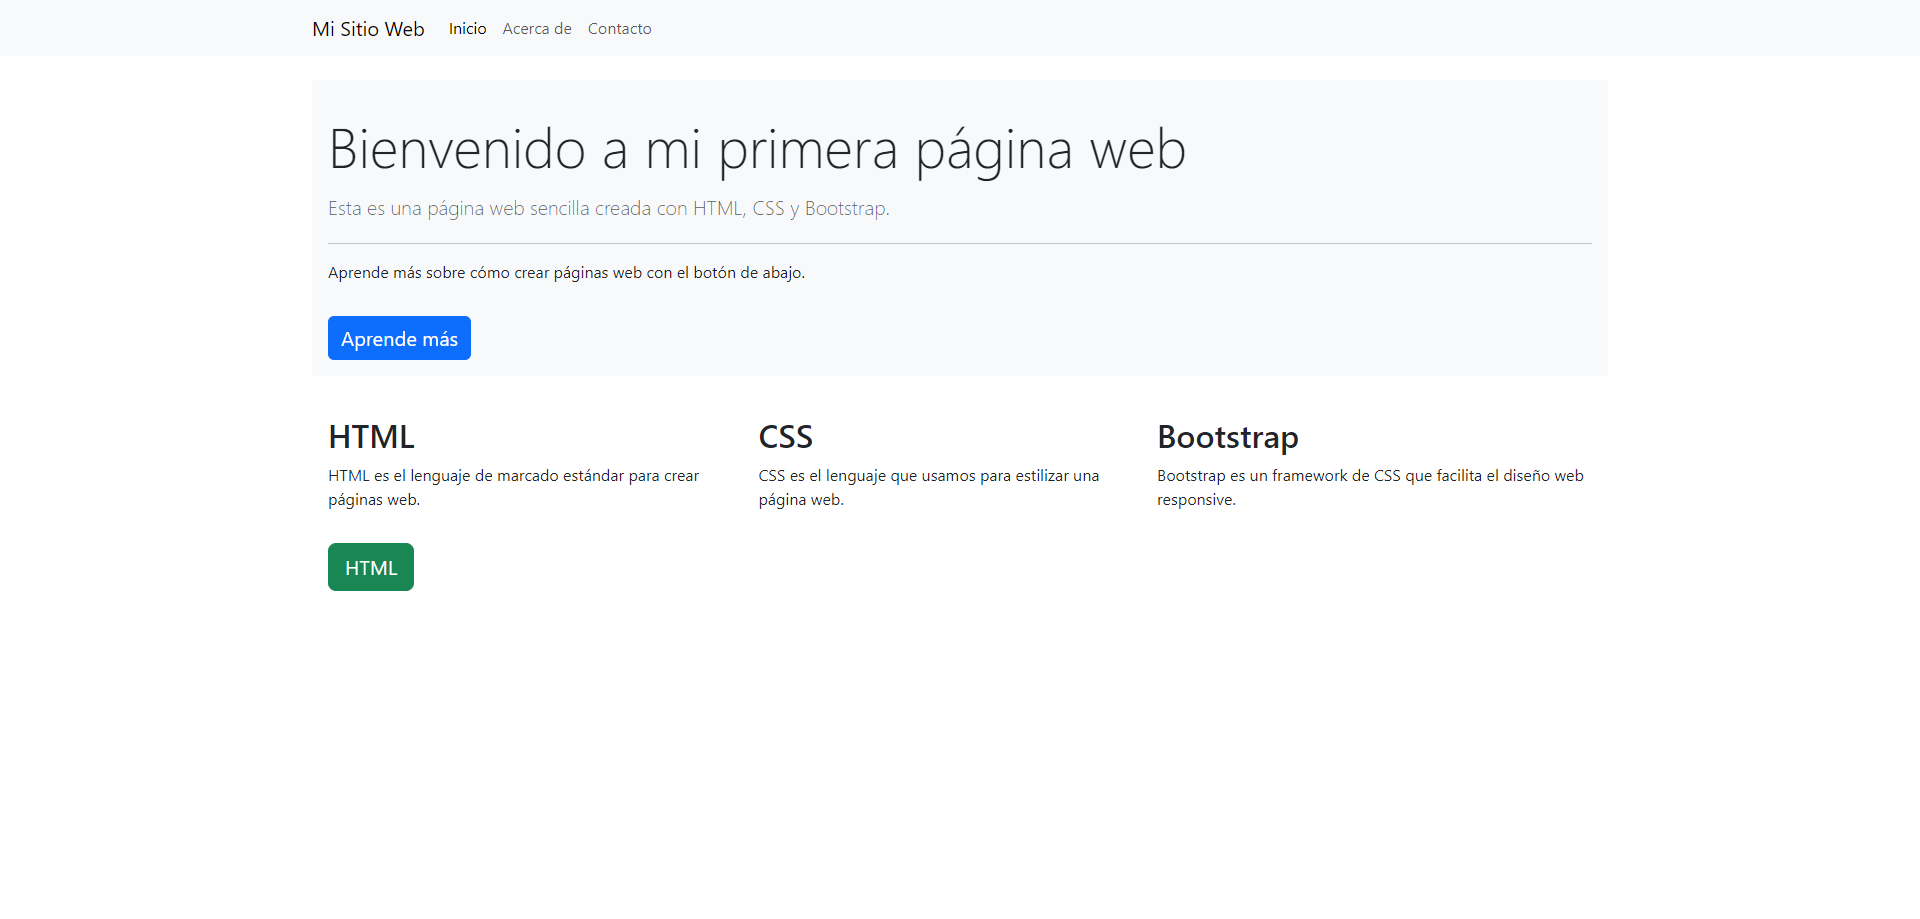 Mi Sitio Web Inicio Acerca de Contacto
Bienvenido a mi primera página web
Esta es una página web sencilla creada con HTML, CSS y Bootstrap.
Aprende más sobre cómo crear páginas web con el botón de abajo.
Aprende más
HTML
HTML es el lenguaje de marcado estándar para crear
páginas web.
HTML
CSS
CSS es el lenguaje que usamos para estilizar una
página web.
Bootstrap
Bootstrap es un framework de CSS que facilita el diseño web
responsive.